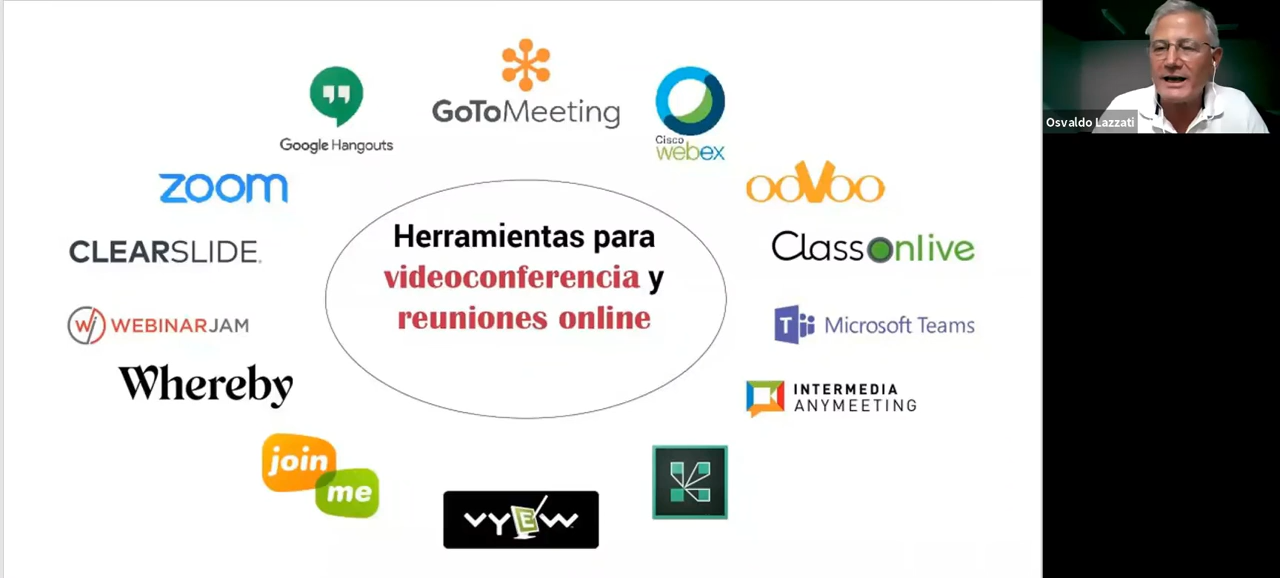 GoToMeeting
Google Hangouts
Cisco
webex
Osvaldo Lazzati
zoom
ooVoo
CLEARSLIDE
Herramientas para
videoconferencia y
reuniones online
ClassOnlive
WEBINARJAM
T Microsoft Teams
Whereby
INTERMEDIA
ANYMEETING
join
me
VYEW